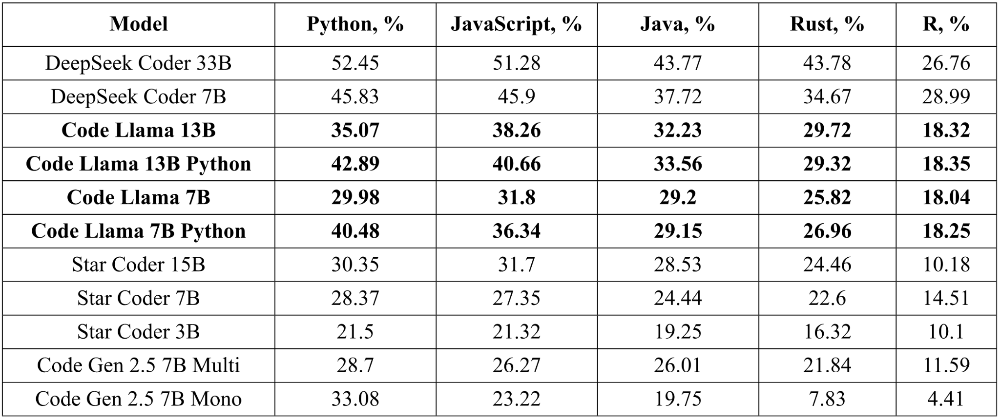 Model Python, % JavaScript, % Java, % Rust, % R, %
DeepSeek Coder 33B 52.45 51.28 43.77 43.78 26.76
DeepSeek Coder 7B 45.83 45.9 37.72 34.67 28.99
Code Llama 13B 35.07 38.26 32.23 29.72 18.32
Code Llama 13B Python 42.89 40.66 33.56 29.32 18.35
Code Llama 7B 29.98 31.8 29.2 25.82 18.04
Code Llama 7B Python 40.48 36.34 29.15 26.96 18.25
Star Coder 15B 30.35 31.7 28.53 24.46 10.18
Star Coder 7B 28.37 27.35 24.44 22.6 14.51
Star Coder 3B 21.5 21.32 19.25 16.32 10.1
Code Gen 2.5 7B Multi 28.7 26.27 26.01 21.84 11.59
Code Gen 2.5 7B Mono 33.08 23.22 19.75 7.83 4.41